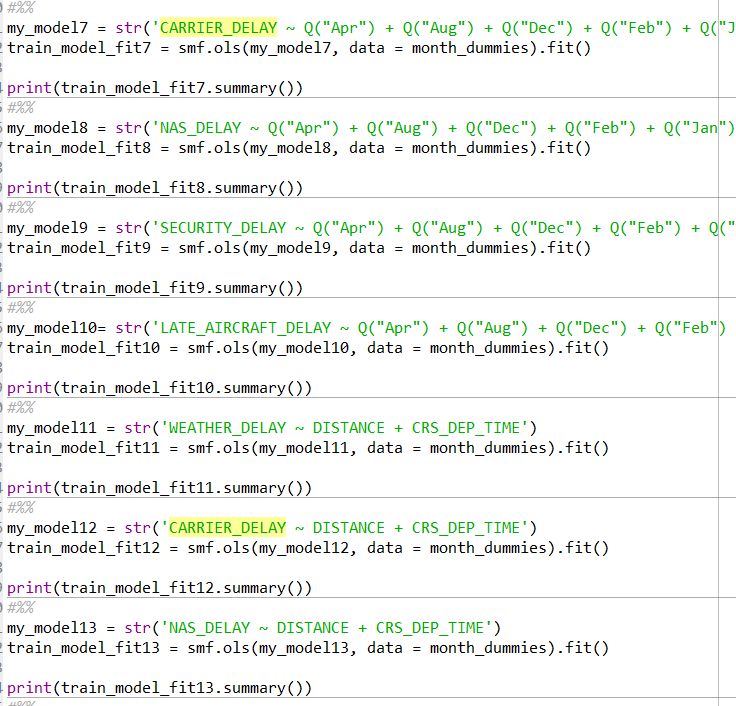 #%%
my_model7 = str('CARRIER_DELAY ~ Q("Apr") + Q("Aug") + Q("Dec") + Q("Feb") + Q("J
train_model_fit7 = smf.ols(my_model7, data = month_dummies).fit()
print(train_model_fit7.summary())
#%%
my_model8 = str('NAS_DELAY ~ Q("Apr") + Q("Aug") + Q("Dec") + Q("Feb") + Q("Jan")
train_model_fit8 = smf.ols(my_model8, data = month_dummies).fit()
print(train_model_fit8.summary())
#%%
my_model9 = str('SECURITY_DELAY ~ Q("Apr") + Q("Aug") + Q("Dec") + Q("Feb") + Q("
train_model_fit9 = smf.ols(my_model9, data = month_dummies).fit()
print(train_model_fit9.summary())
#%%
my_model10= str('LATE_AIRCRAFT_DELAY ~ Q("Apr") + Q("Aug") + Q("Dec") + Q("Feb")
train_model_fit10 = smf.ols(my_model10, data = month_dummies).fit()
print(train_model_fit10.summary())
#%%
my_model11 = str('WEATHER_DELAY ~ DISTANCE + CRS_DEP_TIME')
train_model_fit11 = smf.ols(my_model11, data = month_dummies).fit()
print(train_model_fit11.summary())
#%%
my_model12 = str('CARRIER_DELAY ~ DISTANCE + CRS_DEP_TIME')
train_model_fit12 = smf.ols(my_model12, data = month_dummies).fit()
print(train_model_fit12.summary())
#%%
my_model13 = str('NAS_DELAY ~ DISTANCE + CRS_DEP_TIME')
train_model_fit13 = smf.ols(my_model13, data = month_dummies).fit()
print(train_model_fit13.summary())
#%%